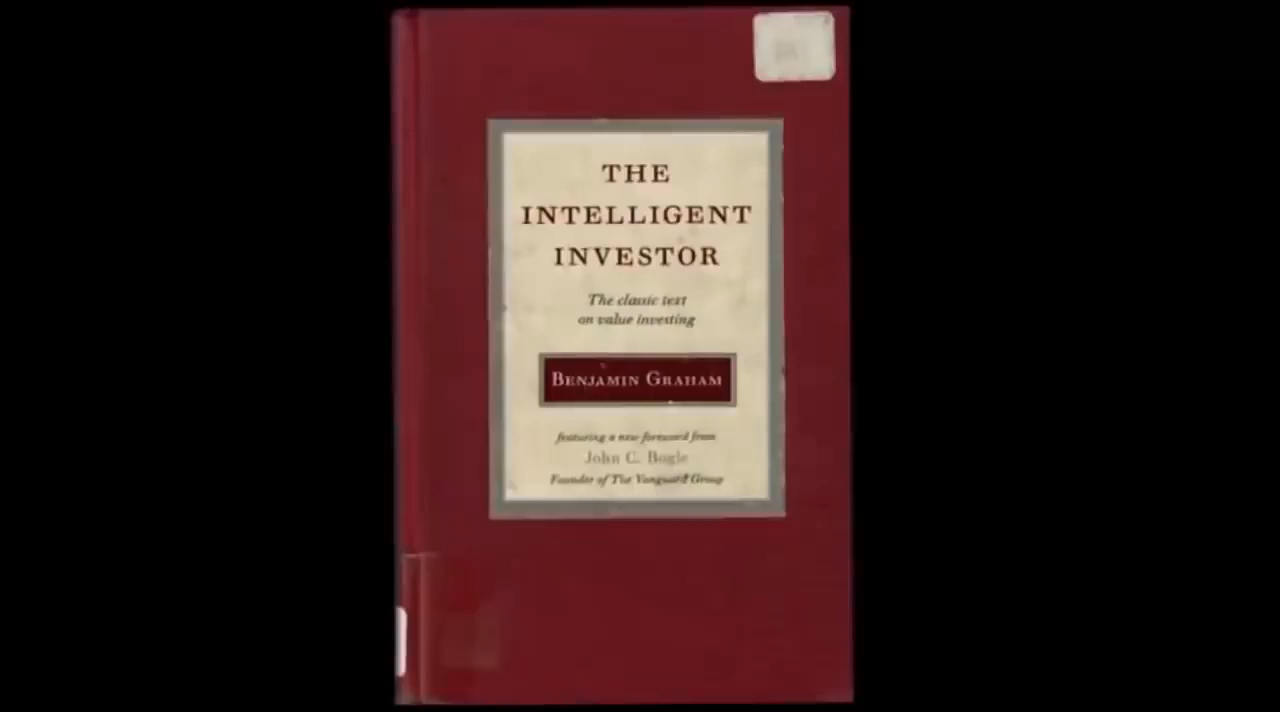 THE
INTELLIGENT
INVESTOR
The classic text
on value investing
BENJAMIN GRAHAM
featuring a new foreword from
John C. Bogle
Founder of The Vanguard Group